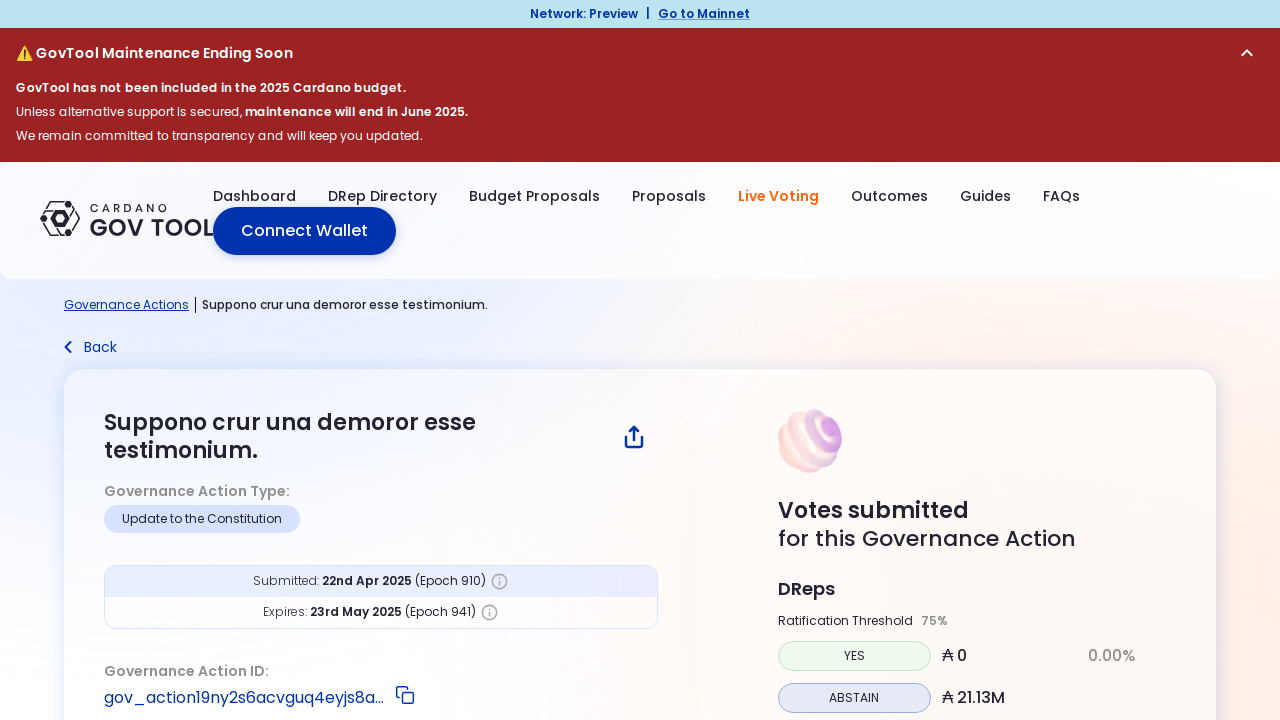 Network: Preview | Go to Mainnet
⚠️ GovTool Maintenance Ending Soon
GovTool has not been included in the 2025 Cardano budget.
Unless alternative support is secured, maintenance will end in June 2025.
We remain committed to transparency and will keep you updated.
CARDANO
GOV TOOL
Dashboard DRep Directory Budget Proposals Proposals Live Voting Outcomes Guides FAQs
Connect Wallet
Governance Actions | Suppono crur una demoror esse testimonium.
Back
Suppono crur una demoror esse
testimonium.
Governance Action Type:
Update to the Constitution
Submitted: 22nd Apr 2025 (Epoch 910)
Expires: 23rd May 2025 (Epoch 941)
Governance Action ID:
gov_action19ny2s6acvguq4eyjs8a...
Votes submitted
for this Governance Action
DReps
Ratification Threshold 75%
YES ₳ 0 0.00%
ABSTAIN ₳ 21.13M